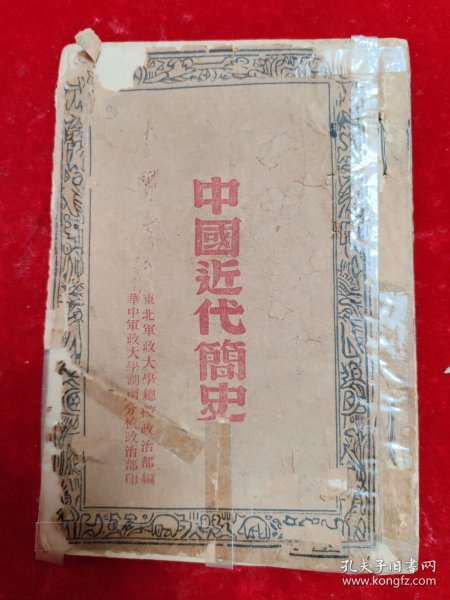 中國近代簡史
東北軍政大學總校政治部編
華中軍政大學湖南分校政治部印
孔夫子旧书网
www.kongfz.com